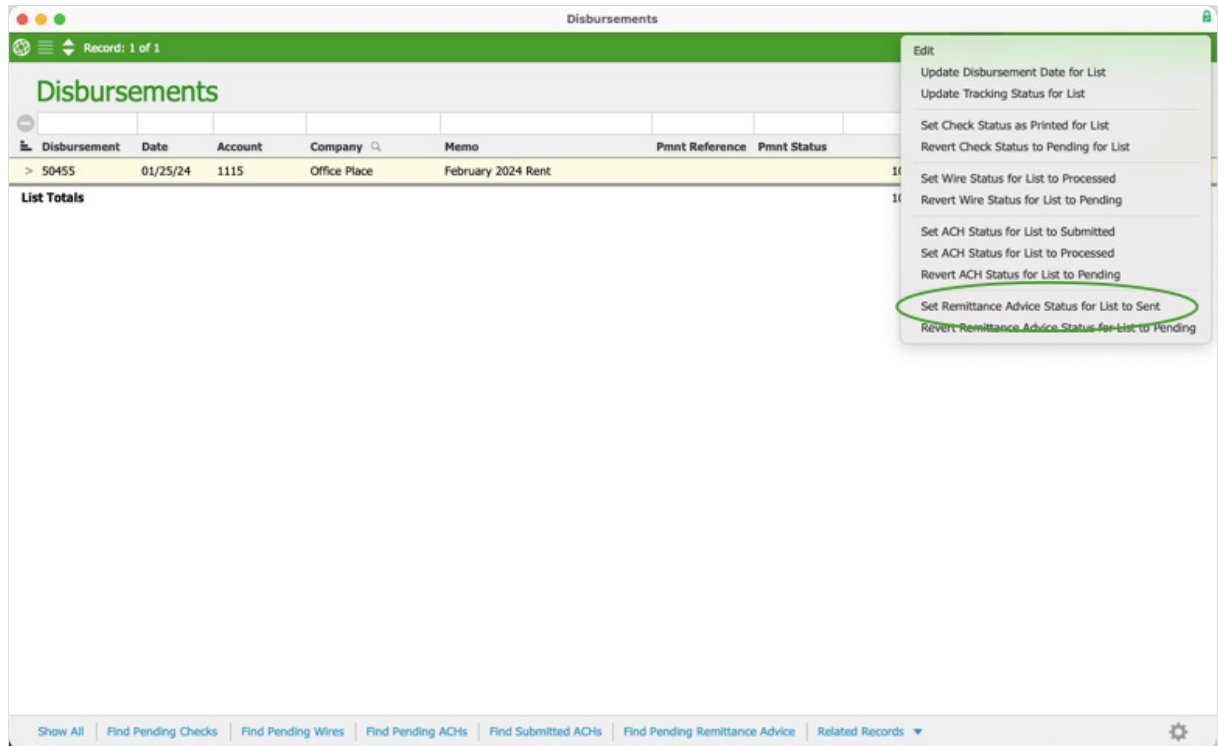 Disbursements
Record: 1 of 1
Disbursements
Disbursement Date Account Company Memo Pmnt Reference Pmnt Status
> 50455 01/25/24 1115 Office Place February 2024 Rent
List Totals
Edit
Update Disbursement Date for List
Update Tracking Status for List
Set Check Status as Printed for List
Revert Check Status to Pending for List
Set Wire Status for List to Processed
Revert Wire Status for List to Pending
Set ACH Status for List to Submitted
Set ACH Status for List to Processed
Revert ACH Status for List to Pending
Set Remittance Advice Status for List to Sent
Revert Remittance Advice Status for List to Pending
Show All Find Pending Checks Find Pending Wires Find Pending ACHs Find Submitted ACHs Find Pending Remittance Advice Related Records